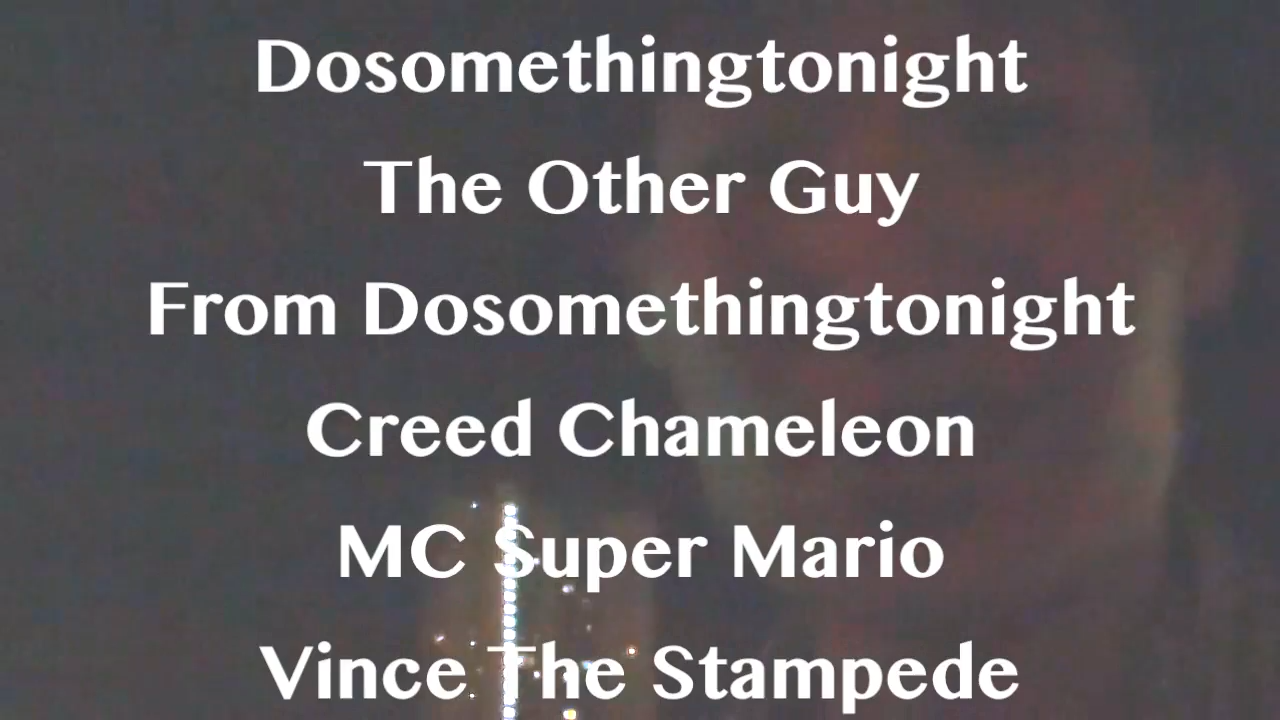 Dosomethingtonight
The Other Guy
From Dosomethingtonight
Creed Chameleon
MC Super Mario
Vince The Stampede